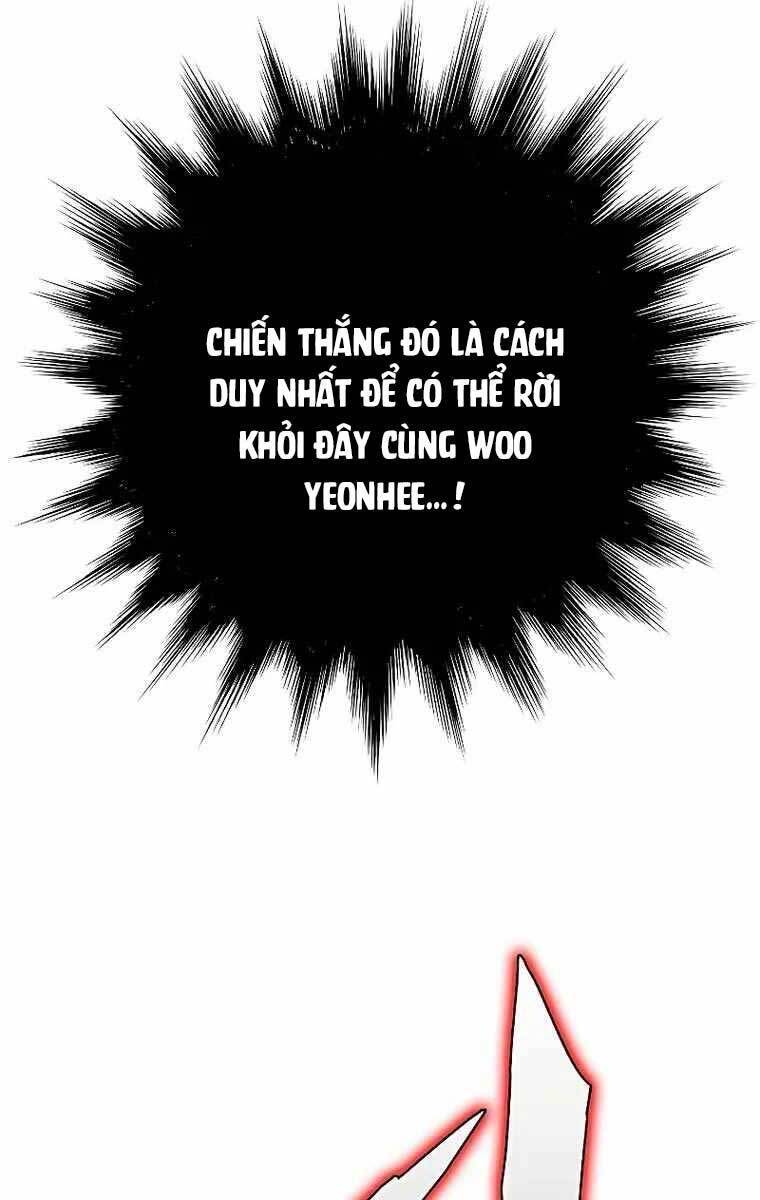 CHIẾN THẮNG ĐÓ LÀ CÁCH
DUY NHẤT ĐỂ CÓ THỂ RỜI
KHỎI ĐÂY CÙNG WOO
YEONHEE...!